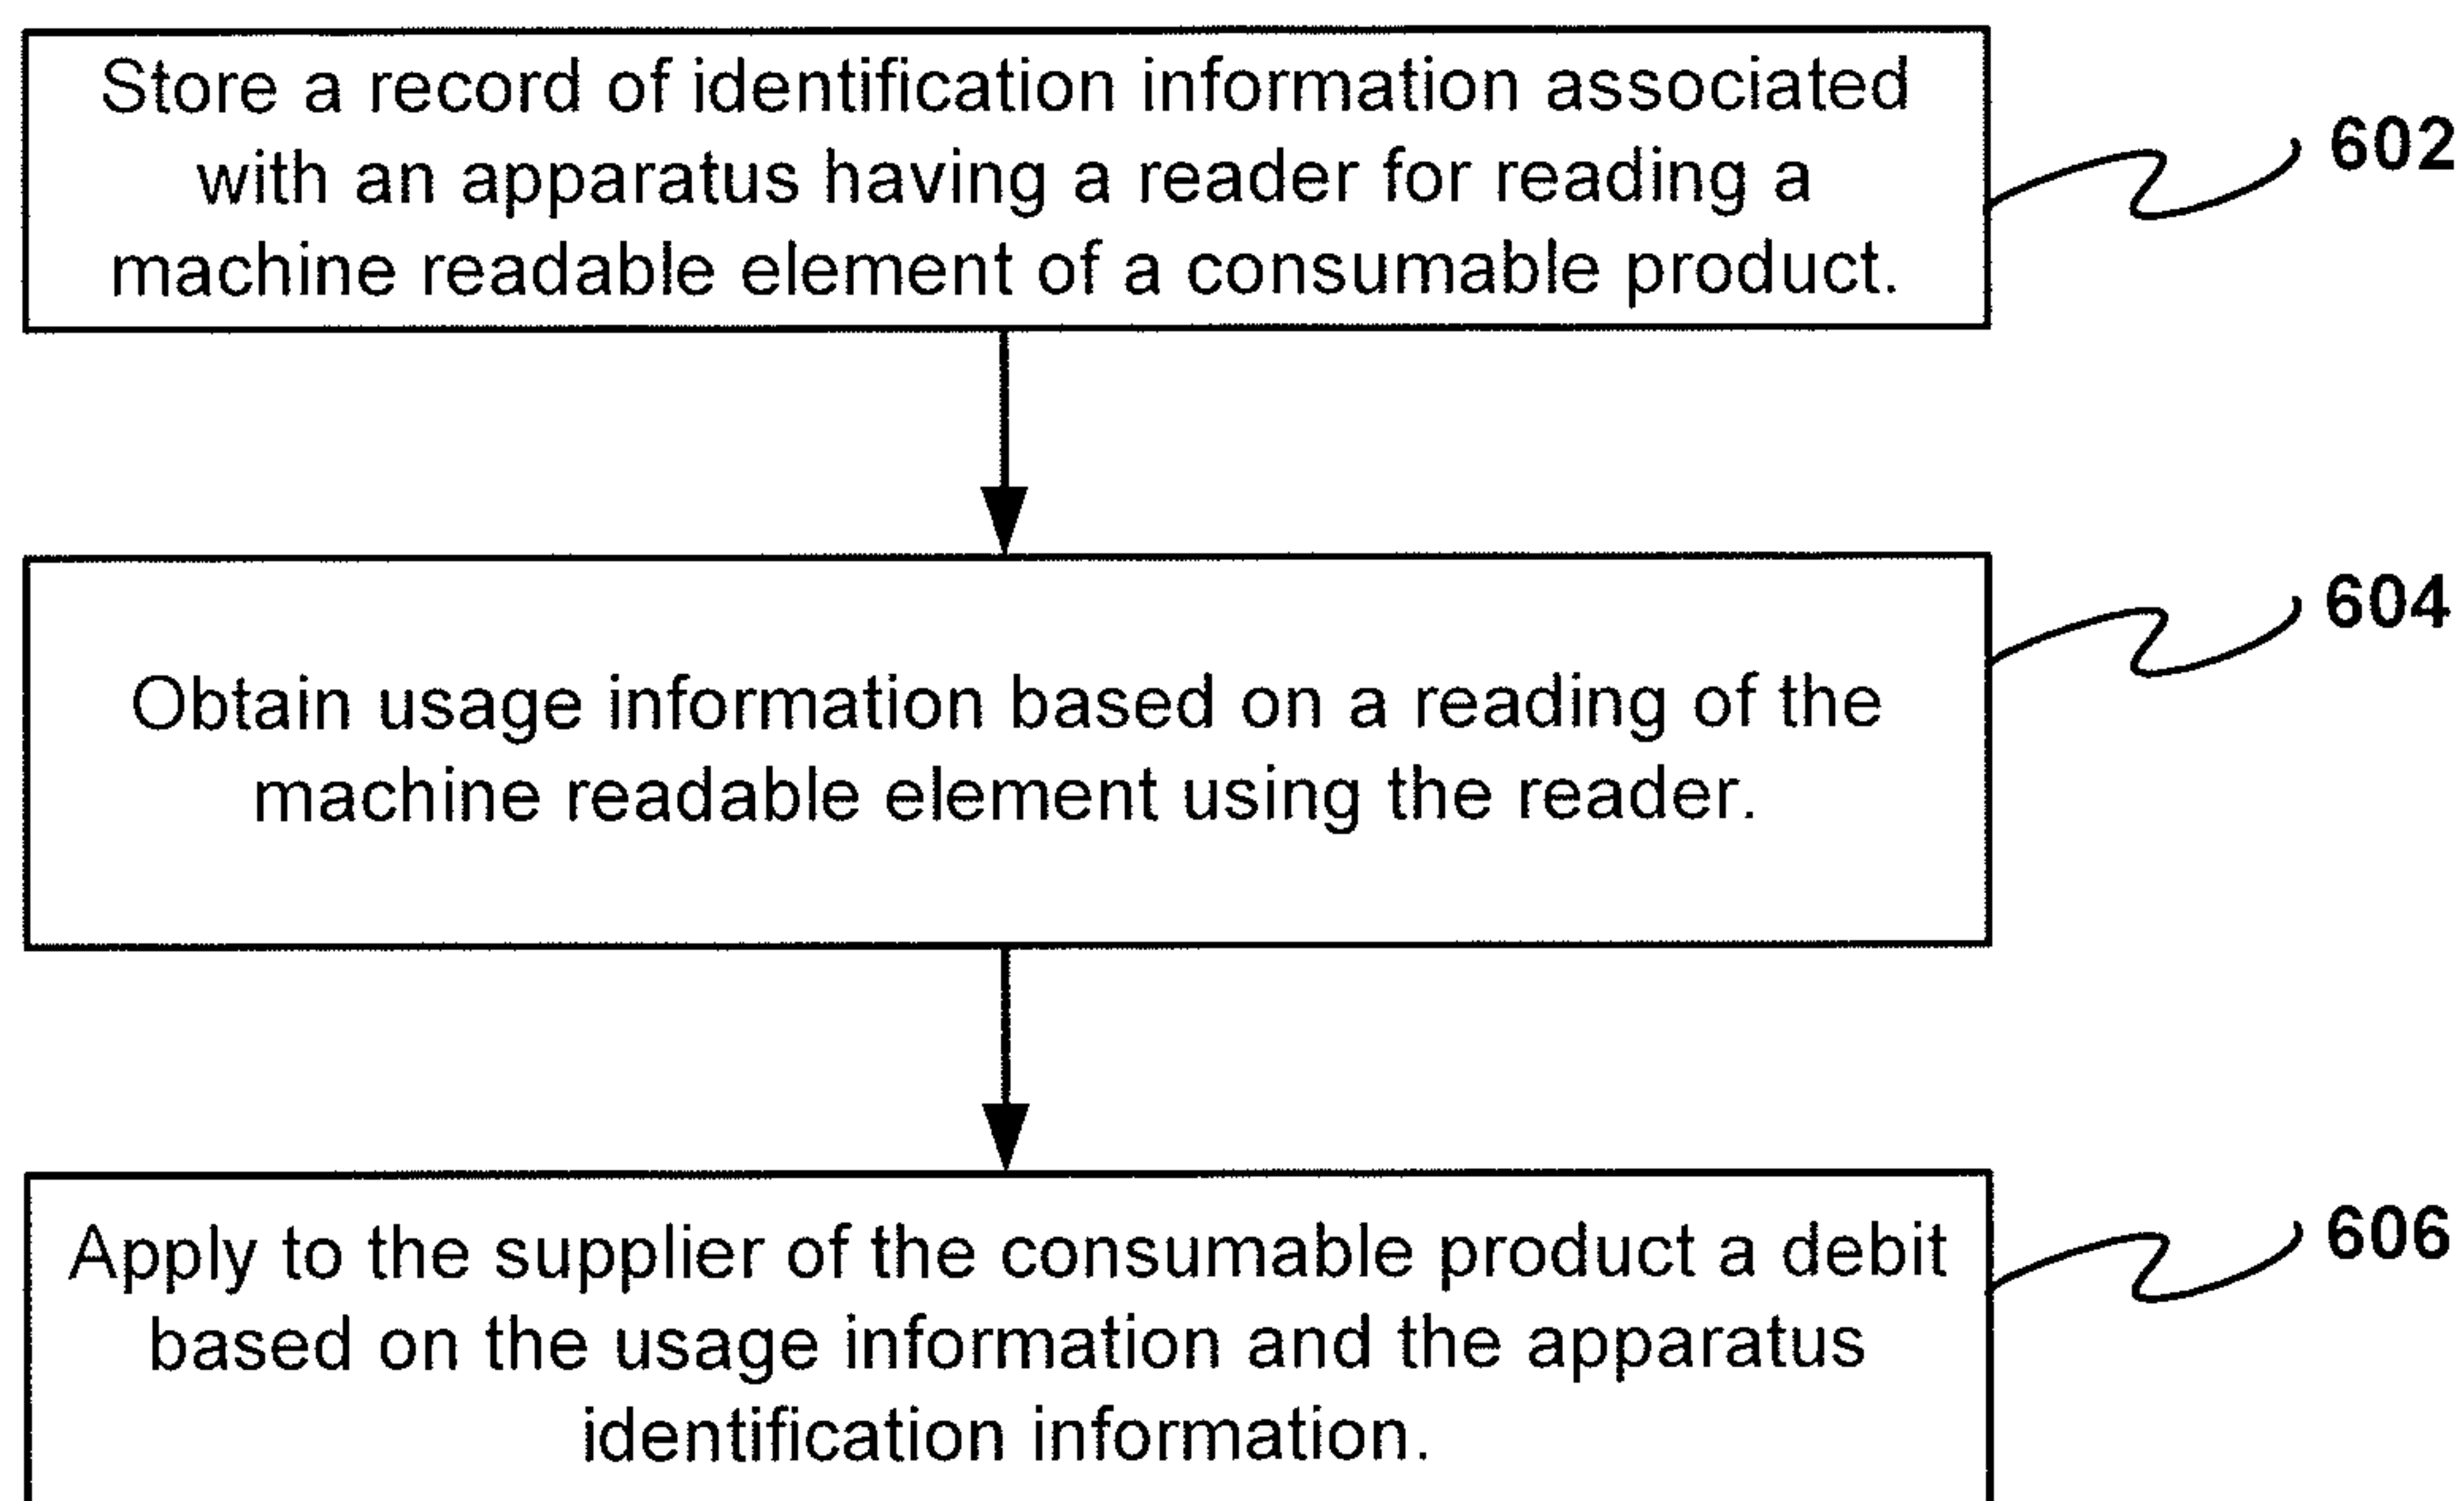 Store a record of identification information associated
with an apparatus having a reader for reading a
machine readable element of a consumable product.
602
604
Obtain usage information based on a reading of the
machine readable element using the reader.
606
Apply to the supplier of the consumable product a debit
based on the usage information and the apparatus
identification information.